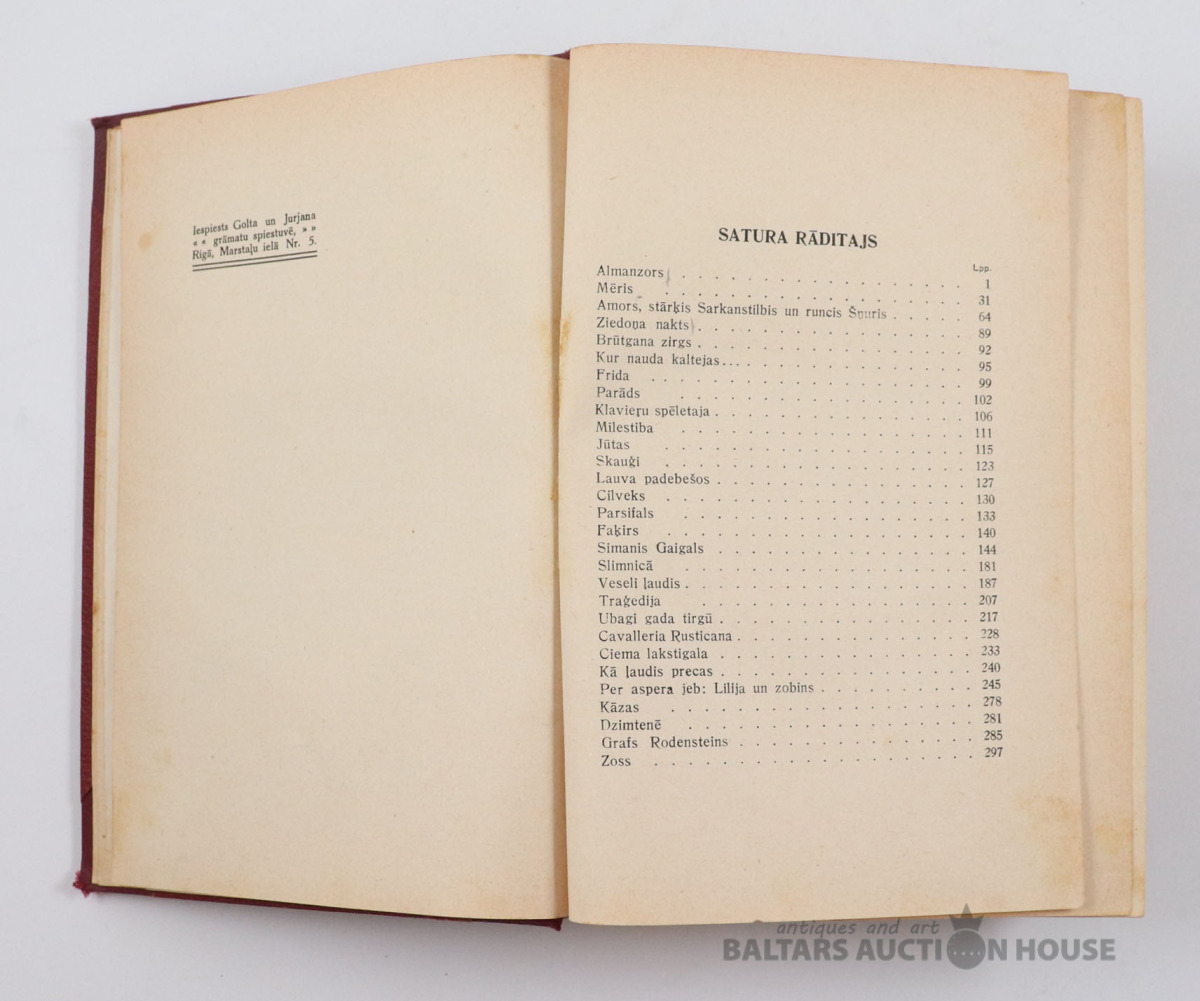 Iespiests Golta un Jurjana
« « grāmatu spiestuvē, » »
Rigā, Marstaļu ielā Nr. 5.
SATURA RĀDITAJS
Lpp.
Almanzors . . . . . . . . . . . . . . . . . 1
Mēris . . . . . . . . . . . . . . . . . . 31
Amors, stārķis Sarkanstilbis un runcis Šņuris . . . . . 64
Ziedoņa nakts . . . . . . . . . . . . . . . . 89
Brūtgana zirgs . . . . . . . . . . . . . . . . 92
Kur nauda kaltejas... . . . . . . . . . . . . . 95
Frida . . . . . . . . . . . . . . . . . . . 99
Parāds . . . . . . . . . . . . . . . . . 102
Klavieŗu spēletaja . . . . . . . . . . . . . . . 106
Milestiba . . . . . . . . . . . . . . . . . 111
Jūtas . . . . . . . . . . . . . . . . . . 115
Skauģi . . . . . . . . . . . . . . . . . . 123
Lauva padebešos . . . . . . . . . . . . . . . 127
Cilveks . . . . . . . . . . . . . . . . . . 130
Parsifals . . . . . . . . . . . . . . . . . 133
Faķirs . . . . . . . . . . . . . . . . . . 140
Simanis Gaigals . . . . . . . . . . . . . . . 144
Slimnicā . . . . . . . . . . . . . . . . . 181
Veseli ļaudis . . . . . . . . . . . . . . . . . 187
Traģedija . . . . . . . . . . . . . . . . 207
Ubagi gada tirgū . . . . . . . . . . . . . . . 217
Cavalleria Rusticana . . . . . . . . . . . . . . 228
Ciema lakstigala . . . . . . . . . . . . . . . 233
Kā ļaudis precas . . . . . . . . . . . . . . . 240
Per aspera jeb: Lilija un zobins . . . . . . . . . 245
Kāzas . . . . . . . . . . . . . . . . . . 278
Dzimtenē . . . . . . . . . . . . . . . . . 281
Grafs Rodensteins . . . . . . . . . . . . . . 285
Zoss . . . . . . . . . . . . . . . . . . . 297
antiques and art
BALTARS AUCTION HOUSE